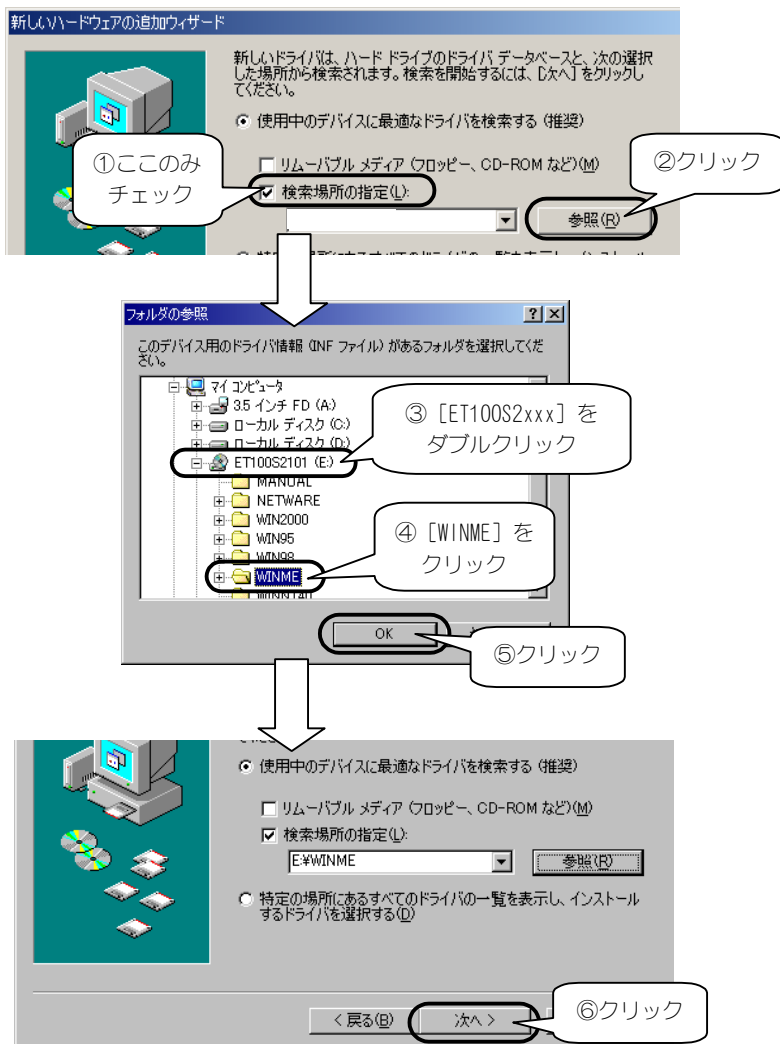 新しいハードウェアの追加ウィザード
新しいドライバは、ハード ドライブのドライバ データベースと、次の選択
した場所から検索されます。検索を開始するには、[次へ] をクリックし
てください。
使用中のデバイスに最適なドライバを検索する (推奨)
①ここのみ
チェック
リムーバブル メディア (フロッピー、CD-ROM など)(M)
検索場所の指定(L):
②クリック
参照(R)
フォルダの参照
このデバイス用のドライバ情報 (INF ファイル) があるフォルダを選択してくだ
さい。
マイ コンピュータ
3.5 インチ FD (A:)
ローカル ディスク (C:)
ローカル ディスク (D:)
③［ET100S2xxx］を
ダブルクリック
ET100S2101 (E:)
MANUAL
NETWARE
WIN2000
WIN95
WIN98
WINME
④［WINME］を
クリック
OK
⑤クリック
使用中のデバイスに最適なドライバを検索する (推奨)
リムーバブル メディア (フロッピー、CD-ROM など)(M)
検索場所の指定(L):
E:¥WINME
参照(R)
特定の場所にあるすべてのドライバの一覧を表示し、インストール
するドライバを選択する(D)
< 戻る(B)
次へ >
⑥クリック